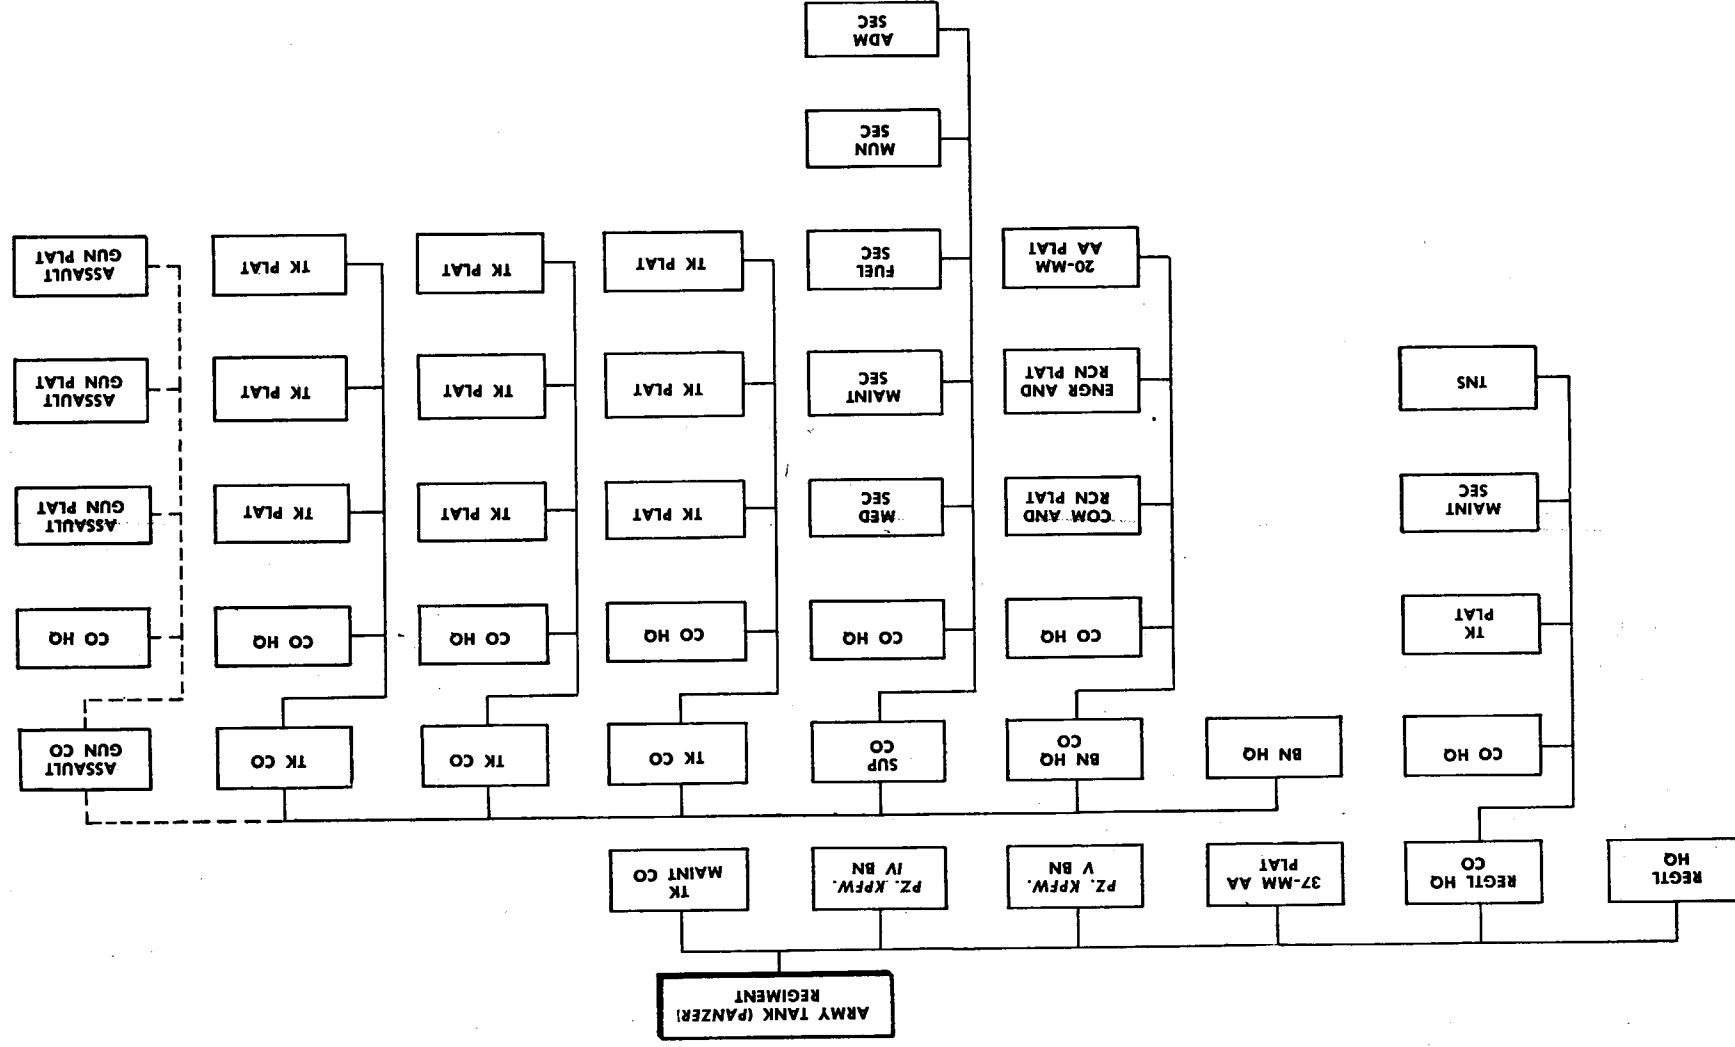 ARMY TANK (PANZER)
REGIMENT
REGTL
HQ
REGTL HQ
CO
37-MM AA
PLAT
PZ. KPFW.
V BN
PZ. KPFW.
IV BN
TK
MAINT CO
CO HQ
TK
PLAT
MAINT
SEC
TNS
BN HQ
BN HQ
CO
SUP
CO
TK CO
TK CO
TK CO
ASSAULT
GUN CO
CO HQ
CO HQ
CO HQ
CO HQ
CO HQ
CO HQ
COM AND
RCN PLAT
MED
SEC
TK PLAT
TK PLAT
TK PLAT
ASSAULT
GUN PLAT
ENGR AND
RCN PLAT
MAINT
SEC
TK PLAT
TK PLAT
TK PLAT
ASSAULT
GUN PLAT
20-MM
AA PLAT
FUEL
SEC
TK PLAT
TK PLAT
TK PLAT
ASSAULT
GUN PLAT
MUN
SEC
ADM
SEC